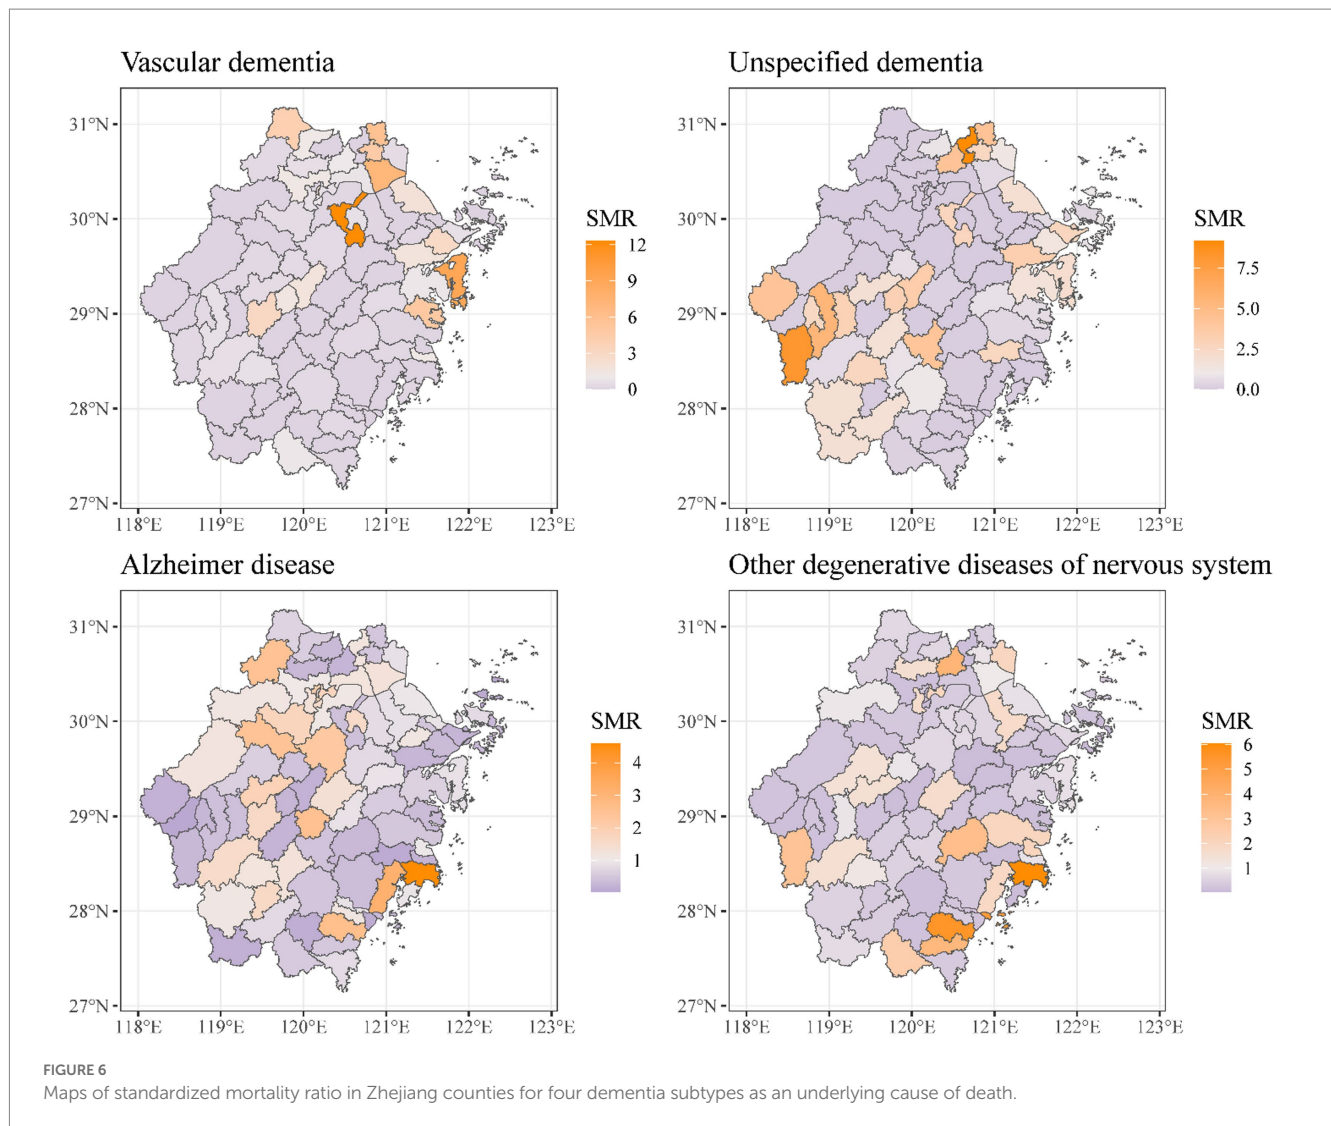 Vascular dementia
31°N
30°N
29°N
28°N
27°N
118°E 119°E 120°E 121°E 122°E 123°E
SMR
12
9
6
3
0
Unspecified dementia
31°N
30°N
29°N
28°N
27°N
118°E 119°E 120°E 121°E 122°E 123°E
SMR
7.5
5.0
2.5
0.0
Alzheimer disease
31°N
30°N
29°N
28°N
27°N
118°E 119°E 120°E 121°E 122°E 123°E
SMR
4
3
2
1
Other degenerative diseases of nervous system
31°N
30°N
29°N
28°N
27°N
118°E 119°E 120°E 121°E 122°E 123°E
SMR
6
5
4
3
2
1
FIGURE 6
Maps of standardized mortality ratio in Zhejiang counties for four dementia subtypes as an underlying cause of death.